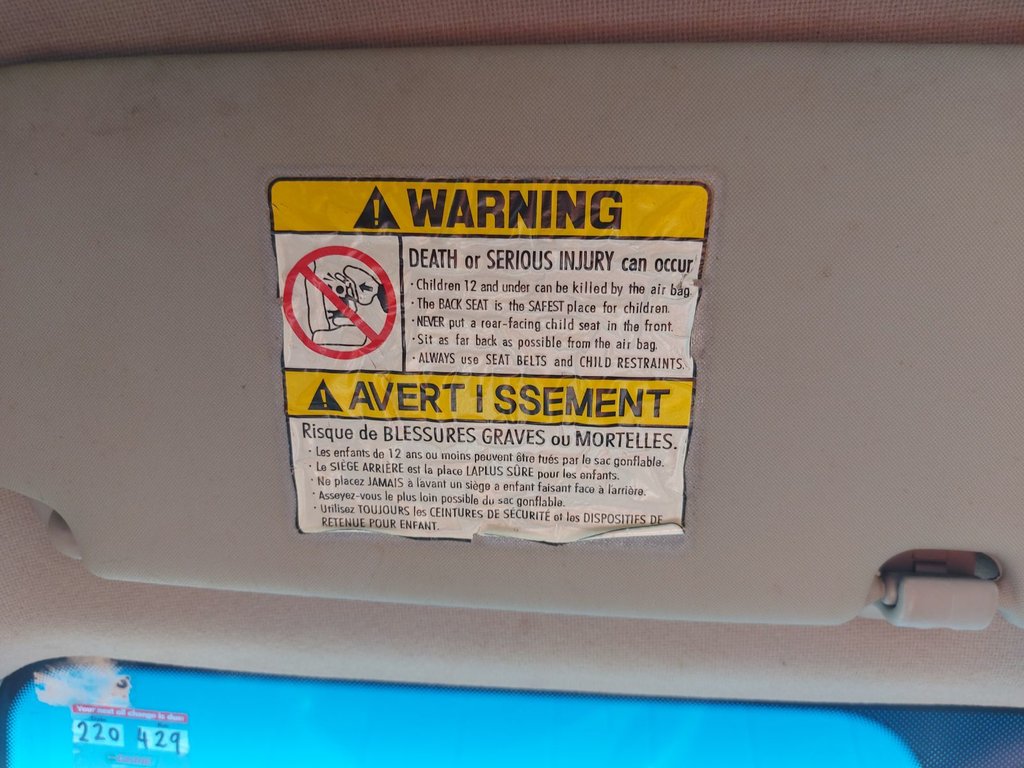 WARNING
DEATH or SERIOUS INJURY can occur
· Children 12 and under can be killed by the air bag.
· The BACK SEAT is the SAFEST place for children.
· NEVER put a rear-facing child seat in the front.
· Sit as far back as possible from the air bag.
· ALWAYS use SEAT BELTS and CHILD RESTRAINTS.
AVERT I SSEMENT
Risque de BLESSURES GRAVES ou MORTELLES.
· Les enfants de 12 ans ou moins peuvent être tués par le sac gonflable.
· Le SIÈGE ARRIÈRE est la place LAPLUS SÛRE pour les enfants.
· Ne placez JAMAIS à lavant un siège a enfant faisant face à larrière.
· Asseyez-vous le plus loin possible du sac gonflable.
· Utilisez TOUJOURS les CEINTURES DE SÉCURITÉ et les DISPOSITIFS DE
RETENUE POUR ENFANT.
Your next oil change is due:
220 429